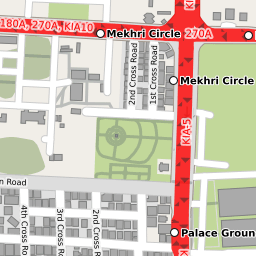 180A, 270A, KIA10
Mekhri Circle
270A
KIA
2nd Cross Road
1st Cross Road
Mekhri Circle
KIA-5
n Road
4th Cross
3rd Cross Road
2nd Cross
Palace Groun